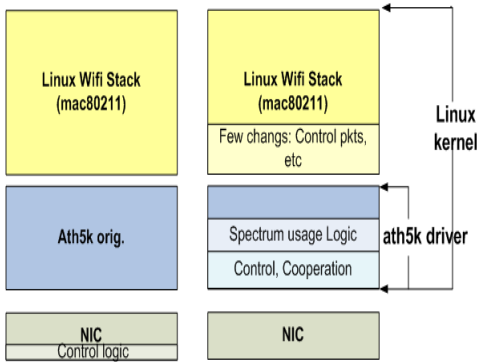 Linux Wifi Stack
(mac80211)
Ath5k orig.
NIC
Control logic
Linux Wifi Stack
(mac80211)
Few changs: Control pkts,
etc
Spectrum usage Logic
Control, Cooperation
NIC
Linux
kernel
ath5k driver